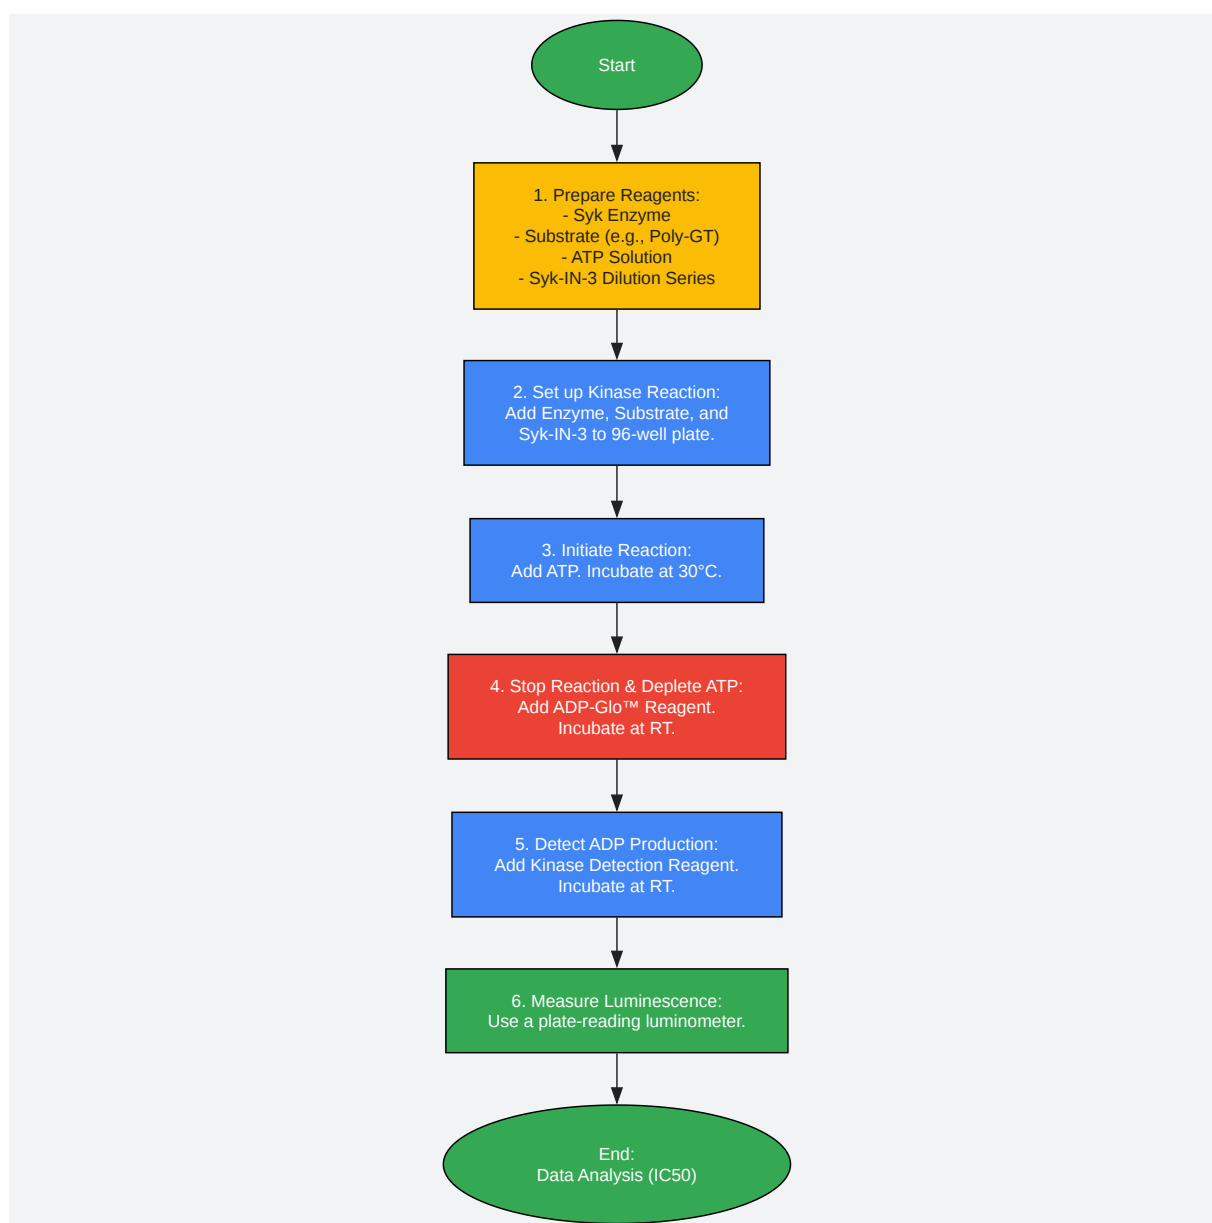 Start
1. Prepare Reagents:
- Syk Enzyme
- Substrate (e.g., Poly-GT)
- ATP Solution
- Syk-IN-3 Dilution Series
2. Set up Kinase Reaction:
Add Enzyme, Substrate, and
Syk-IN-3 to 96-well plate.
3. Initiate Reaction:
Add ATP. Incubate at 30°C.
4. Stop Reaction & Deplete ATP:
Add ADP-Glo™ Reagent.
Incubate at RT.
5. Detect ADP Production:
Add Kinase Detection Reagent.
Incubate at RT.
6. Measure Luminescence:
Use a plate-reading luminometer.
End:
Data Analysis (IC50)